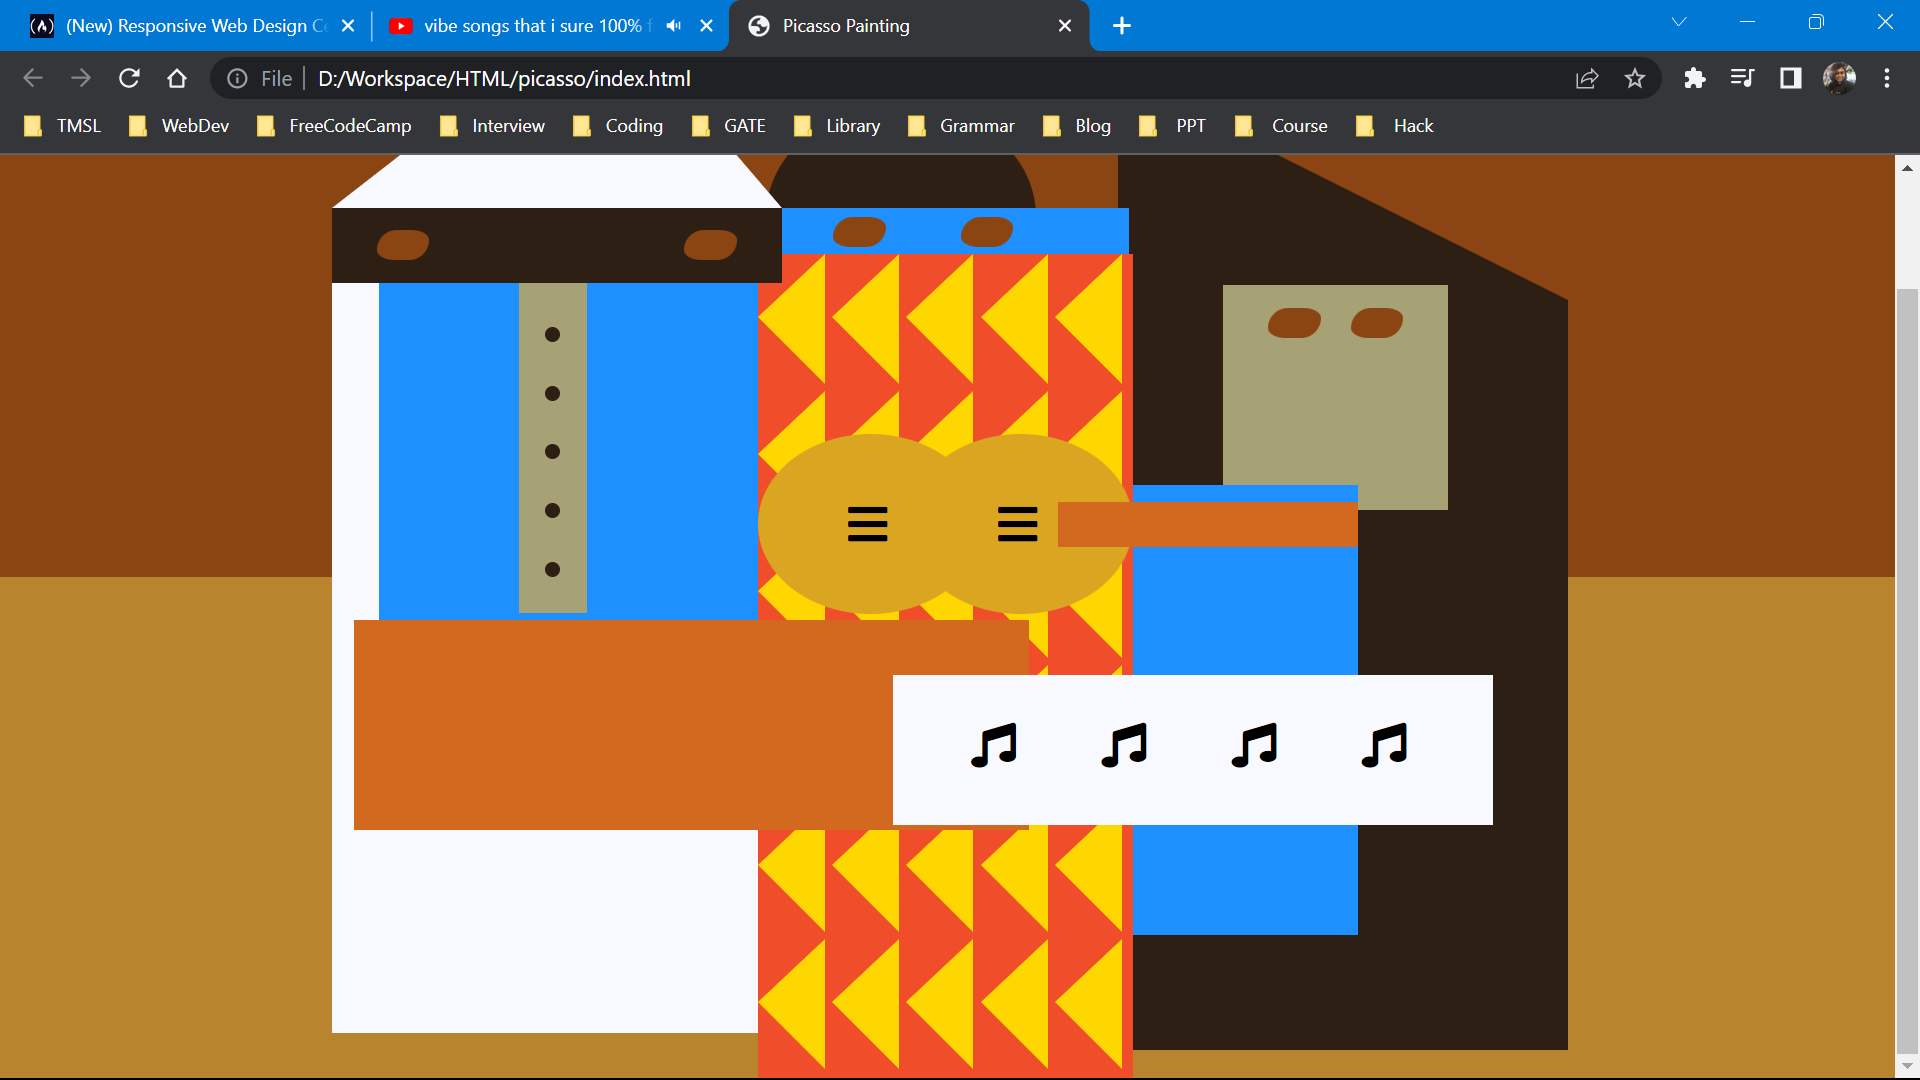 (New) Responsive Web Design Ce
vibe songs that i sure 100% f
Picasso Painting
File D:/Workspace/HTML/picasso/index.html
TMSL WebDev FreeCodeCamp Interview Coding GATE Library Grammar Blog PPT Course Hack